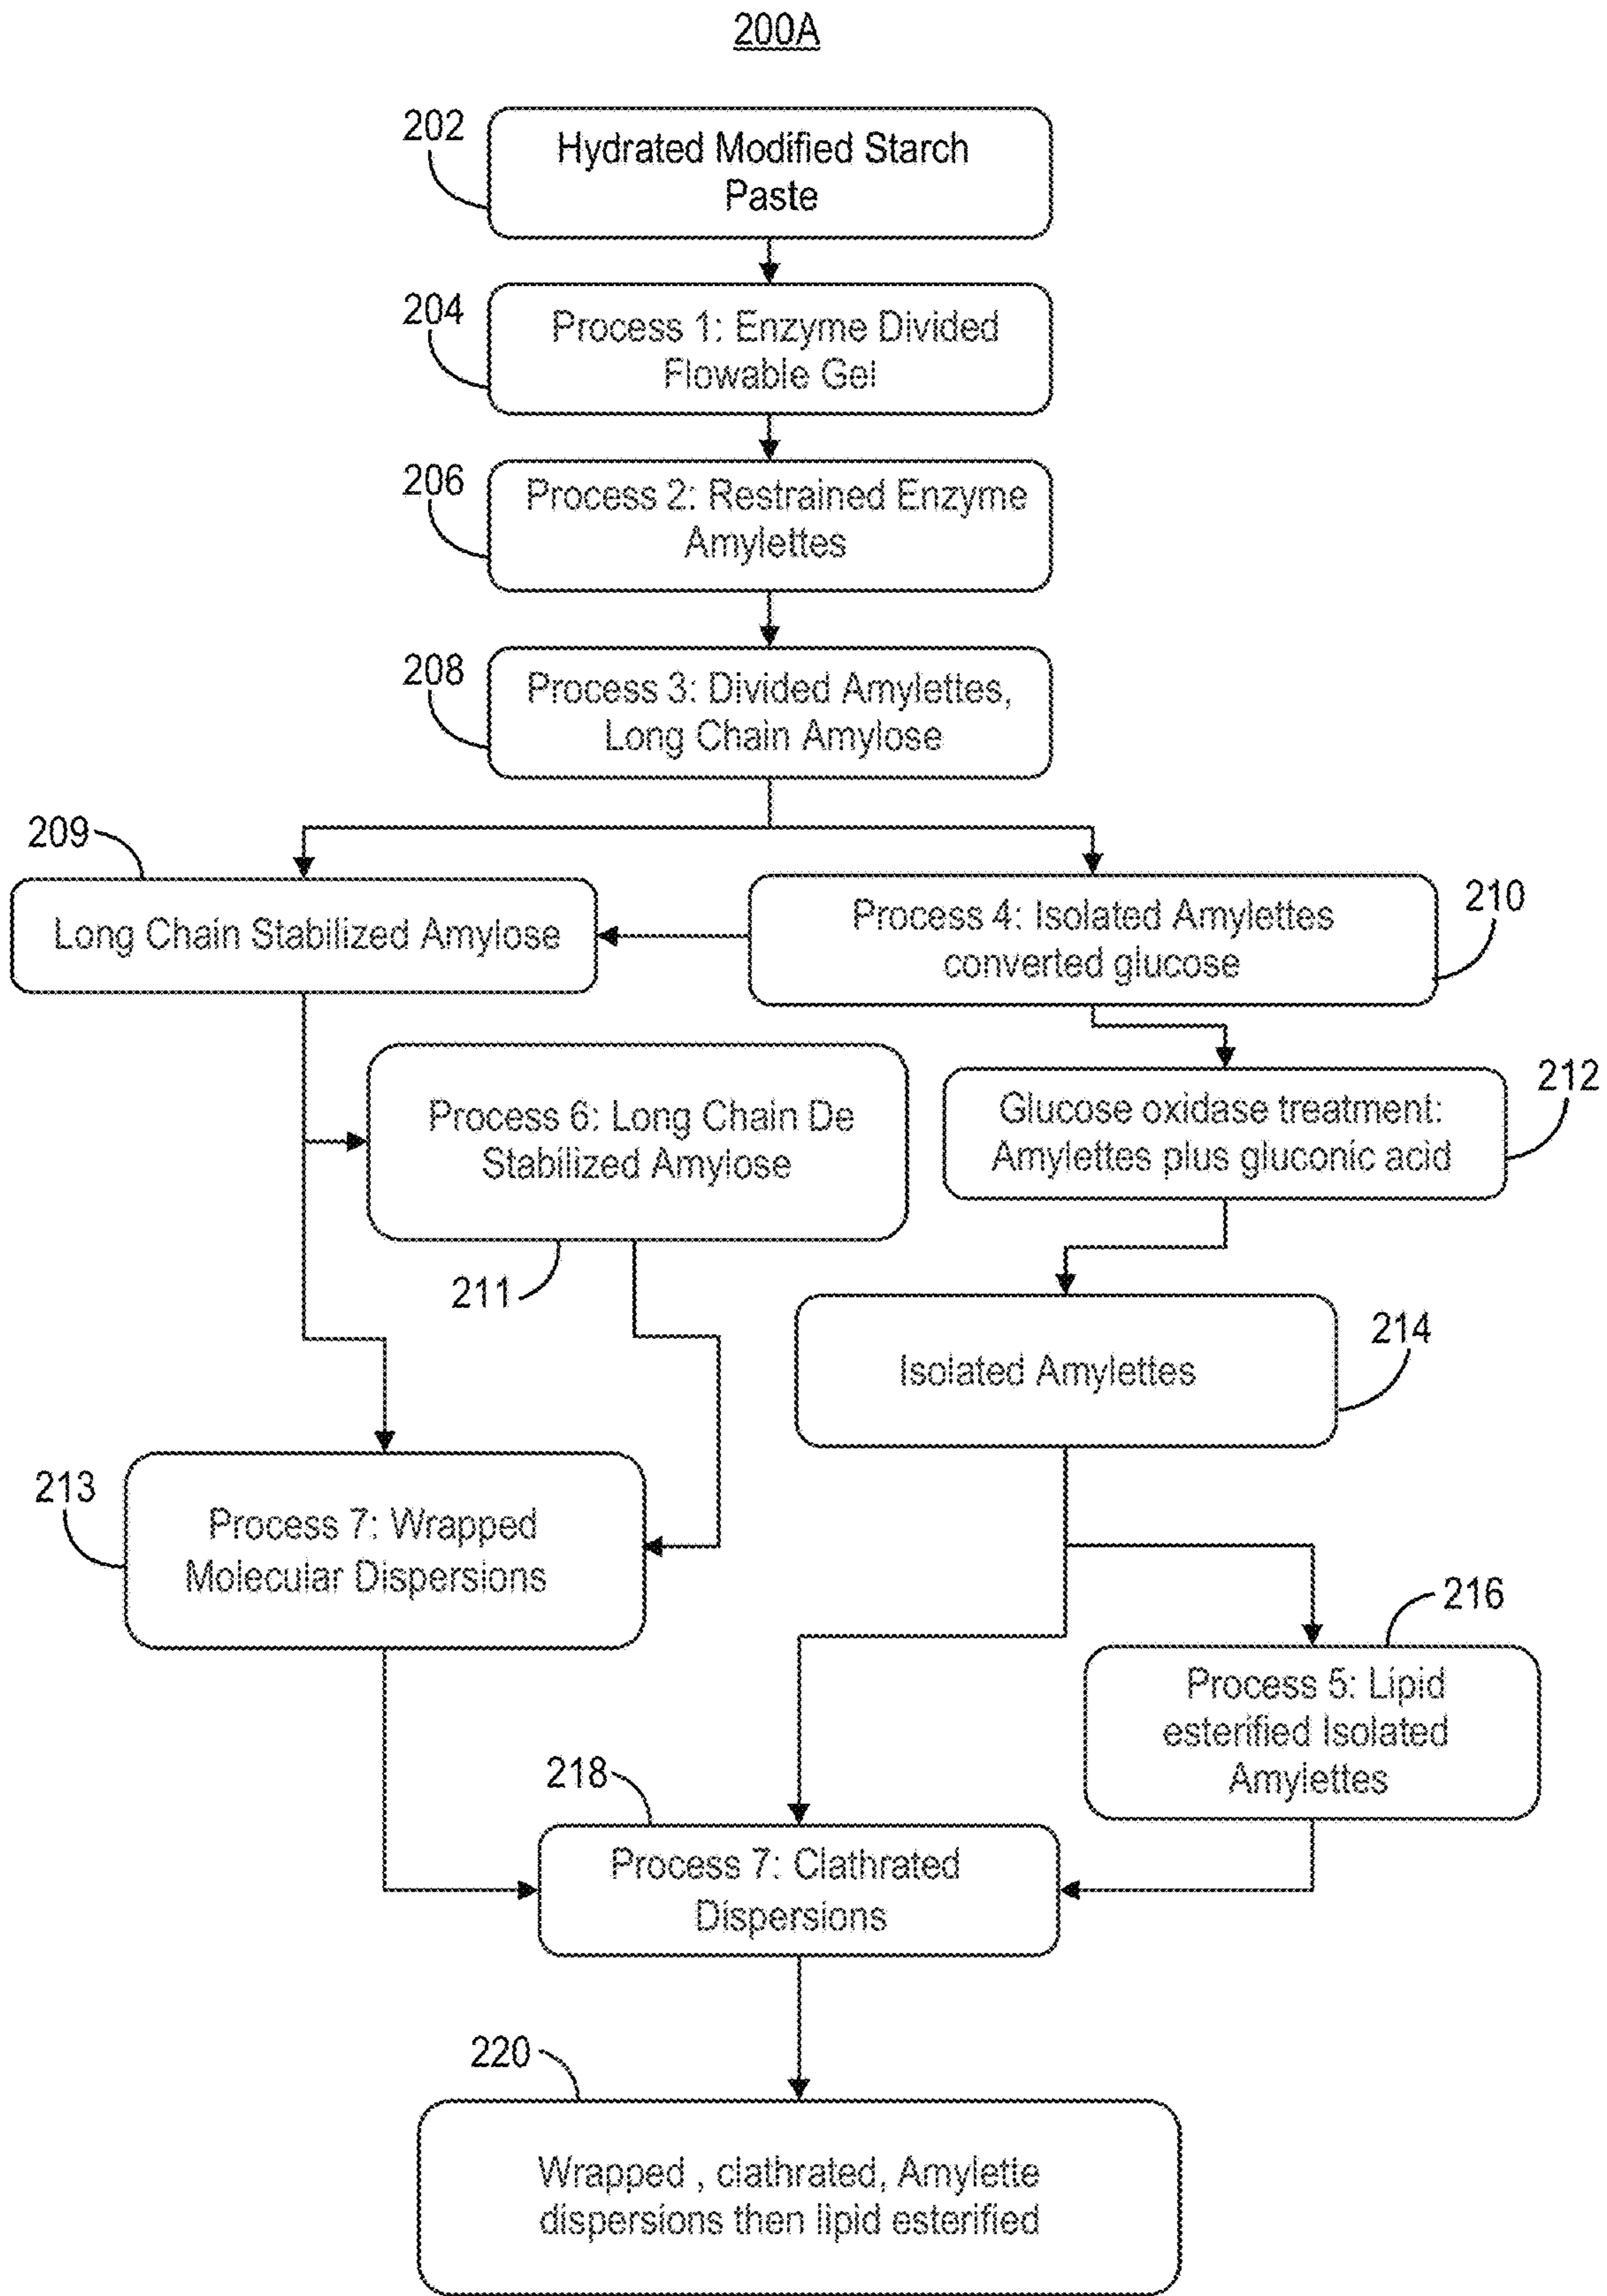 200A
202
Hydrated Modified Starch
Paste
204
Process 1: Enzyme Divided
Flowable Gel
206
Process 2: Restrained Enzyme
Amylettes
208
Process 3: Divided Amylettes,
Long Chain Amylose
209
Long Chain Stabilized Amylose
210
Process 4: Isolated Amylettes
converted glucose
212
Glucose oxidase treatment:
Amylettes plus gluconic acid
Process 6: Long Chain De
Stabilized Amylose
211
214
Isolated Amylettes
213
Process 7: Wrapped
Molecular Dispersions
216
Process 5: Lipid
esterified Isolated
Amylettes
218
Process 7: Clathrated
Dispersions
220
Wrapped , clathrated, Amylette
dispersions then lipid esterified